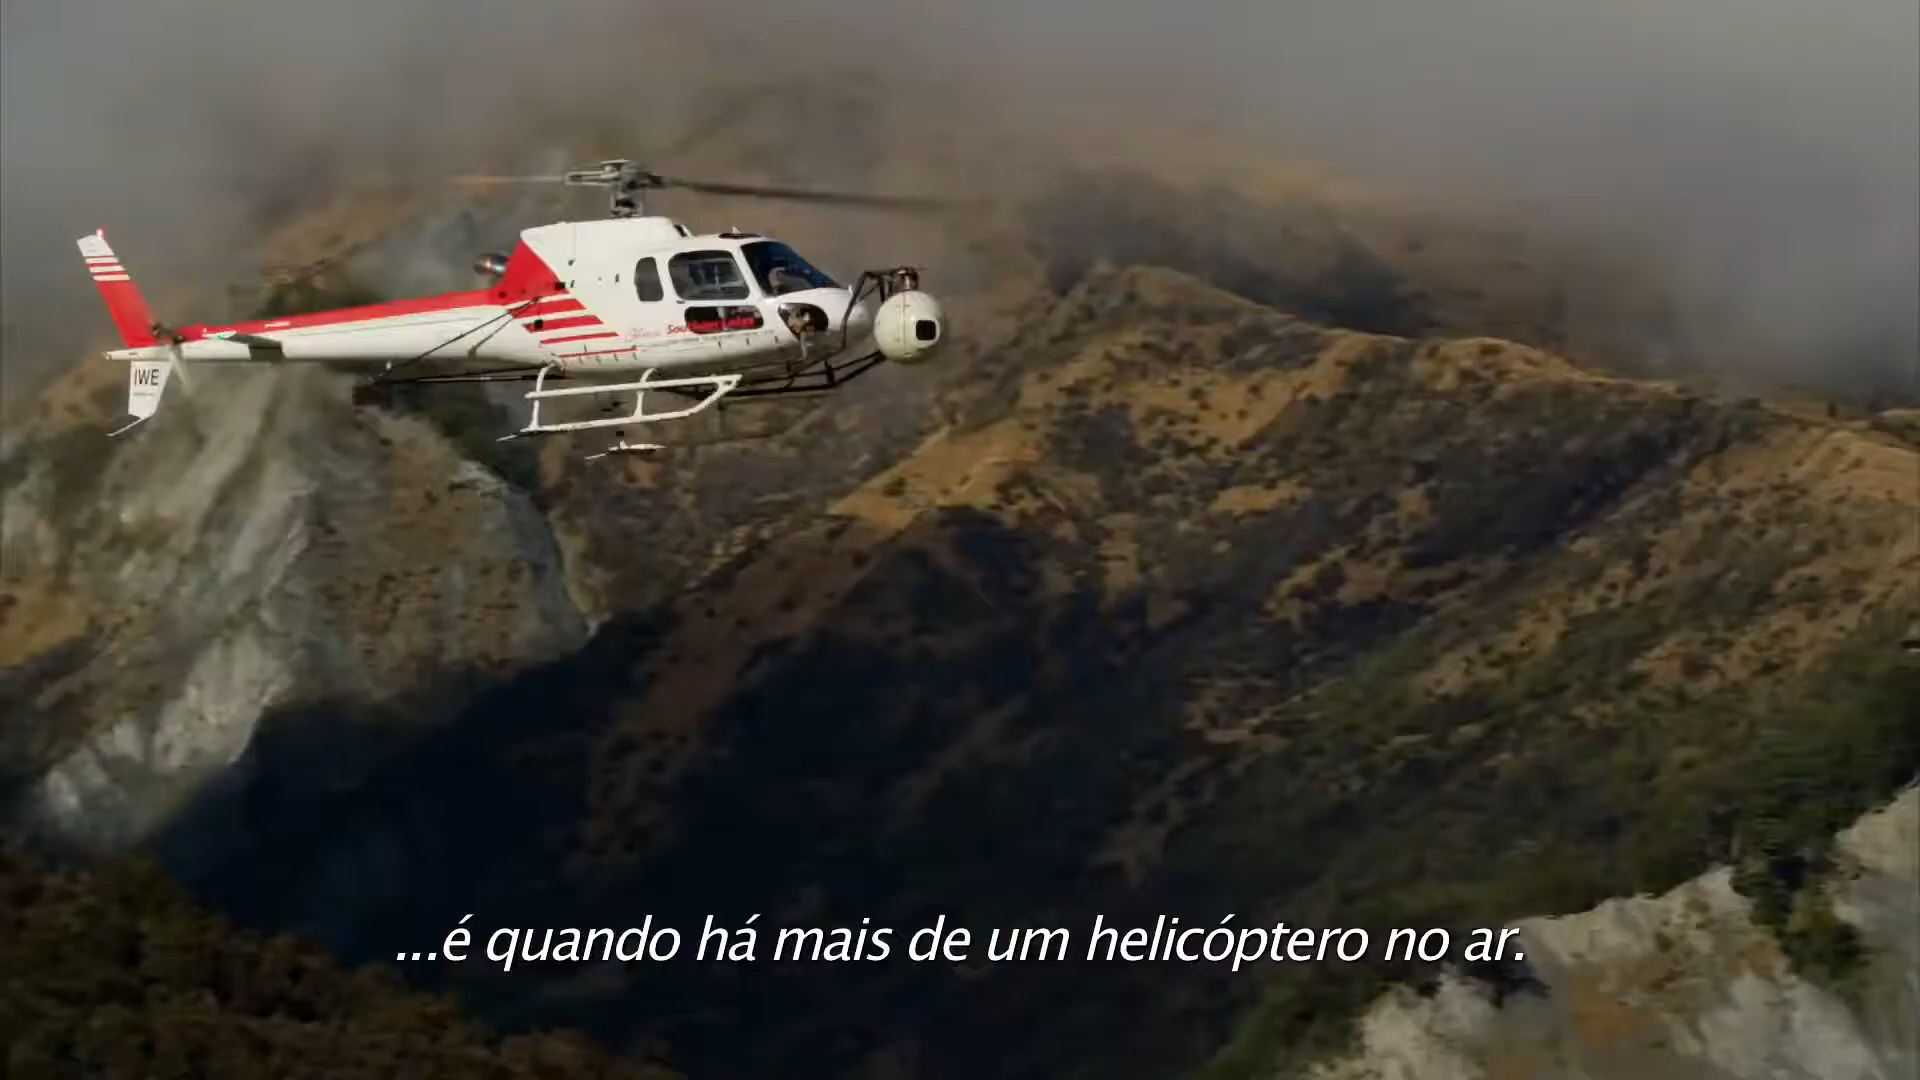 IWE
...é quando há mais de um helicóptero no ar.